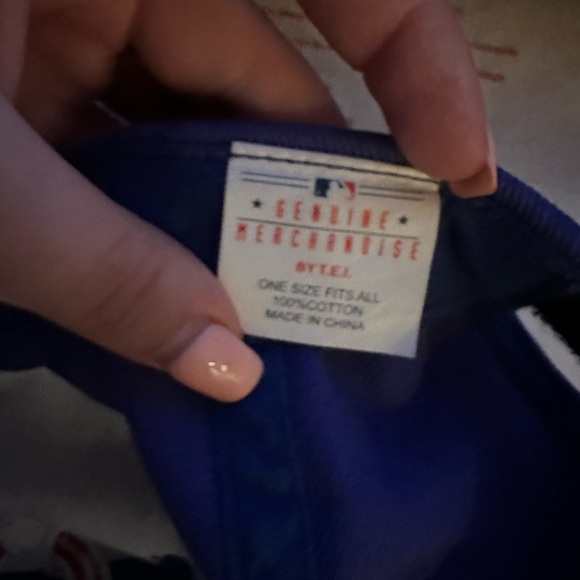 ★ GENUINE ★
MERCHANDISE
BY T.E.I.
ONE SIZE FITS ALL
100%COTTON
MADE IN CHINA